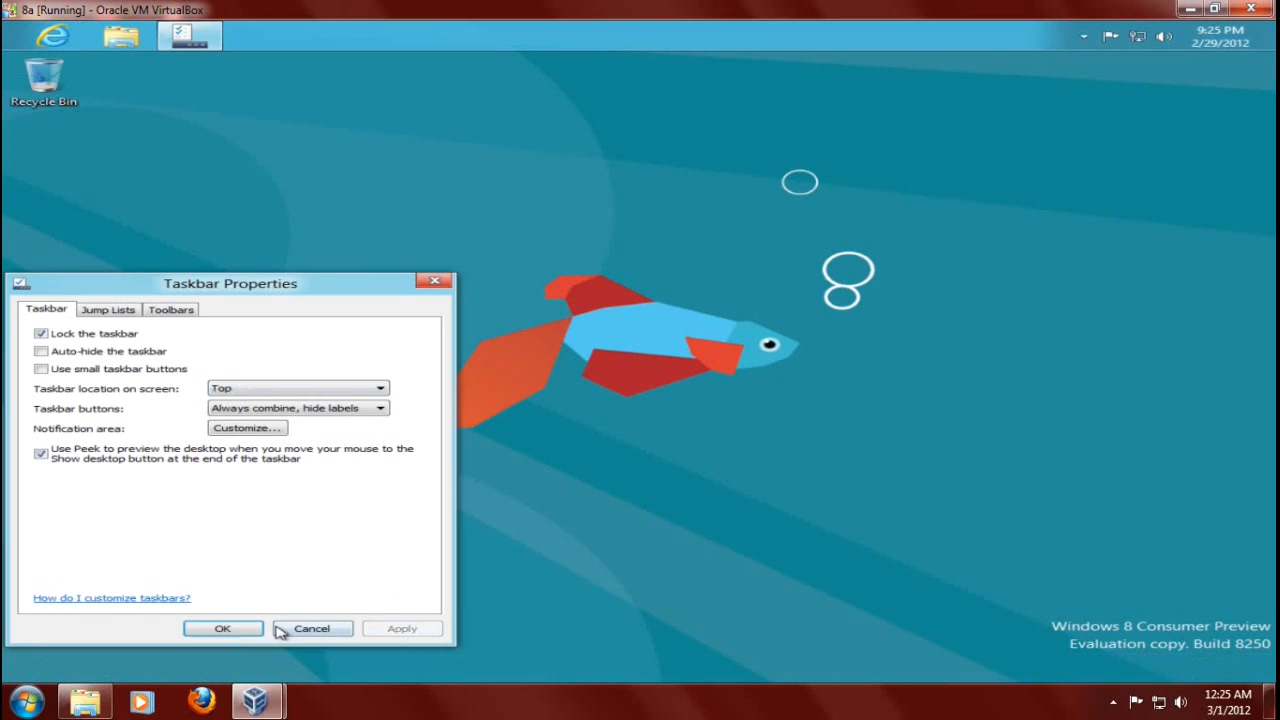 8a [Running] - Oracle VM VirtualBox
9:25 PM
2/29/2012
Recycle Bin
Taskbar Properties
Taskbar
Jump Lists
Toolbars
Lock the taskbar
Auto-hide the taskbar
Use small taskbar buttons
Taskbar location on screen:
Top
Taskbar buttons:
Always combine, hide labels
Notification area:
Customize...
Use Peek to preview the desktop when you move your mouse to the
Show desktop button at the end of the taskbar
How do I customize taskbars?
OK
Cancel
Apply
Windows 8 Consumer Preview
Evaluation copy. Build 8250
12:25 AM
3/1/2012